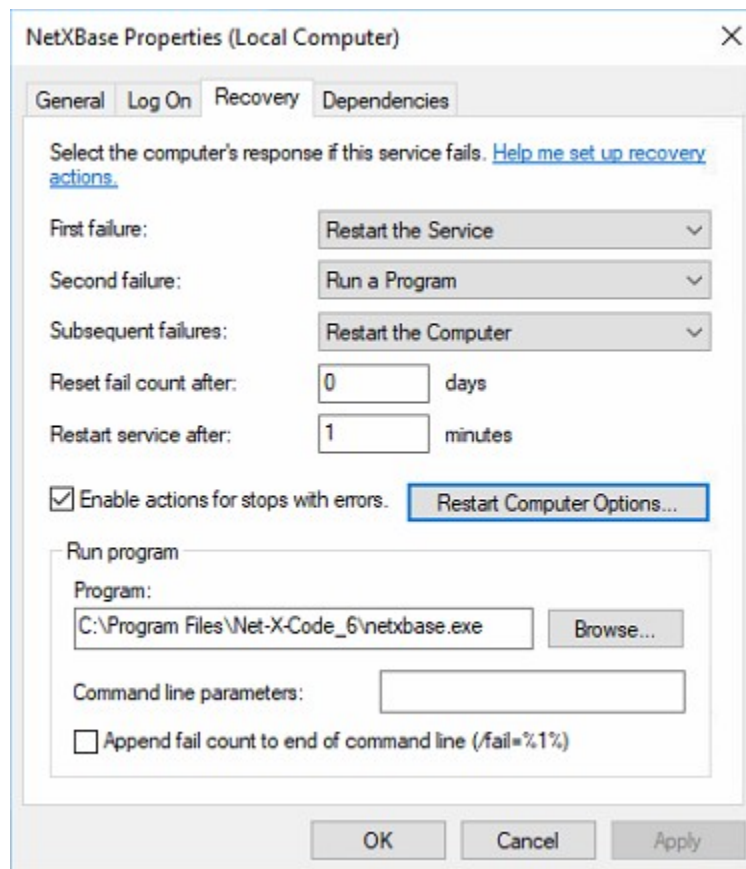 NetXBase Properties (Local Computer)
General Log On Recovery Dependencies
Select the computer's response if this service fails. Help me set up recovery
actions.
First failure: Restart the Service
Second failure: Run a Program
Subsequent failures: Restart the Computer
Reset fail count after: 0 days
Restart service after: 1 minutes
Enable actions for stops with errors. Restart Computer Options...
Run program
Program:
C:\Program Files\Net-X-Code_6\netxbase.exe Browse...
Command line parameters:
Append fail count to end of command line (/fail=%1%)
OK Cancel Apply